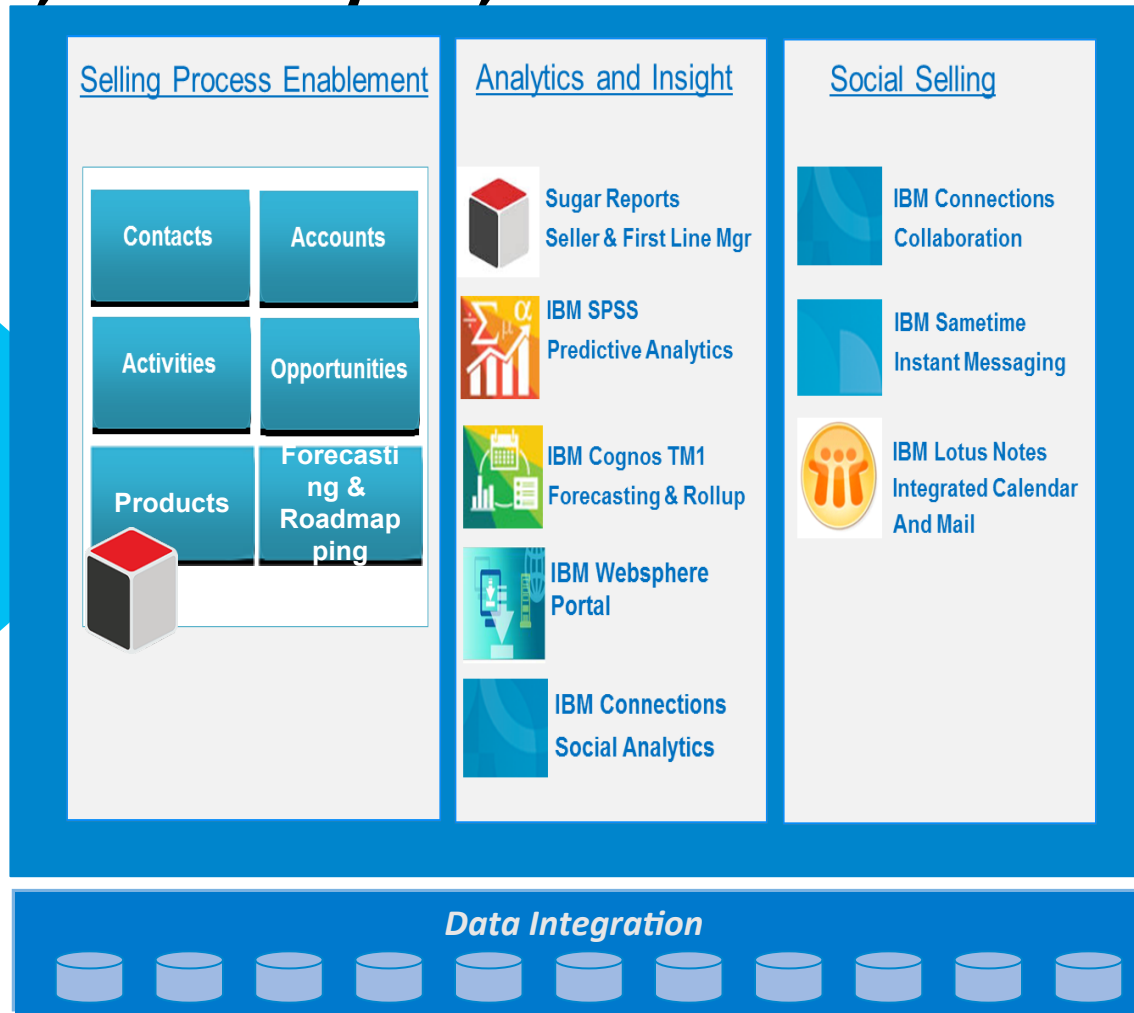 Selling Process Enablement
Contacts
Accounts
Activities
Opportunities
Products
Forecasti
ng &
Roadmap
ping
Analytics and Insight
Sugar Reports
Seller & First Line Mgr
IBM SPSS
Predictive Analytics
IBM Cognos TM1
Forecasting & Rollup
IBM Websphere
Portal
IBM Connections
Social Analytics
Social Selling
IBM Connections
Collaboration
IBM Sametime
Instant Messaging
IBM Lotus Notes
Integrated Calendar
And Mail
Data Integration